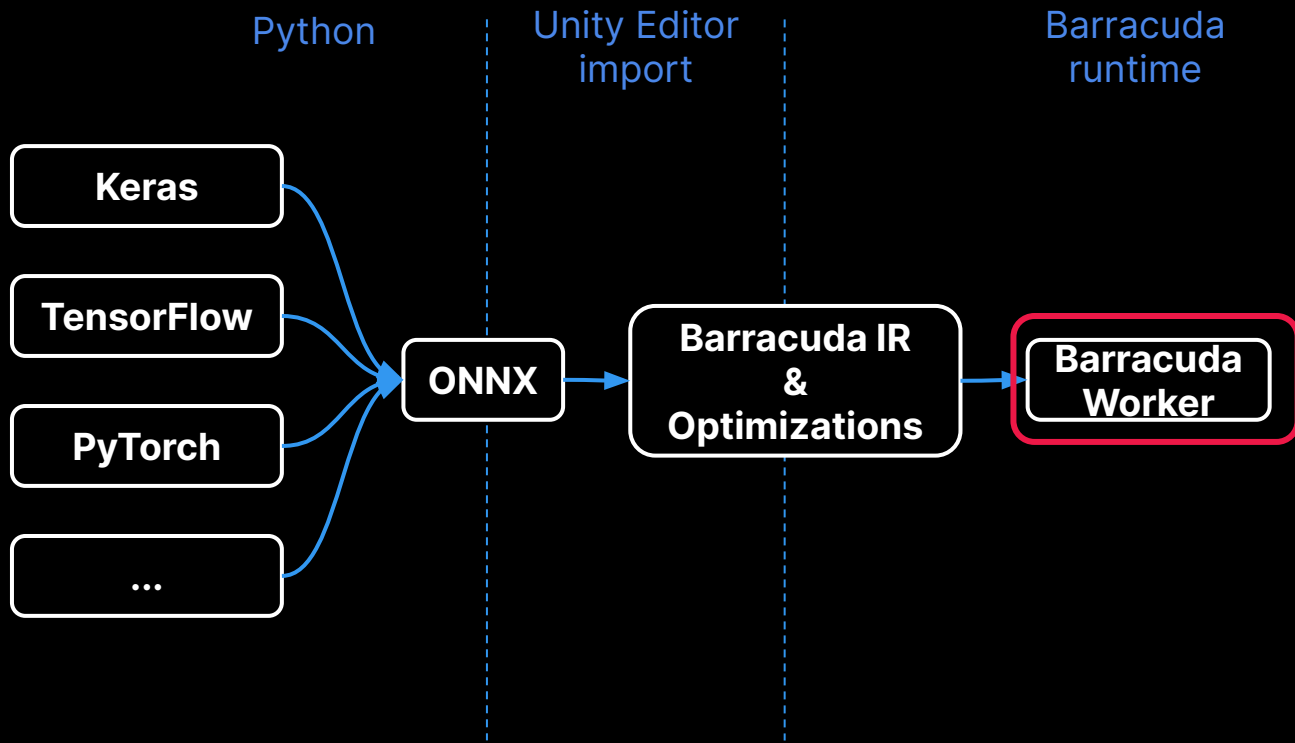 Python
Unity Editor
import
Barracuda
runtime
Keras
TensorFlow
PyTorch
...
ONNX
Barracuda IR
&
Optimizations
Barracuda
Worker